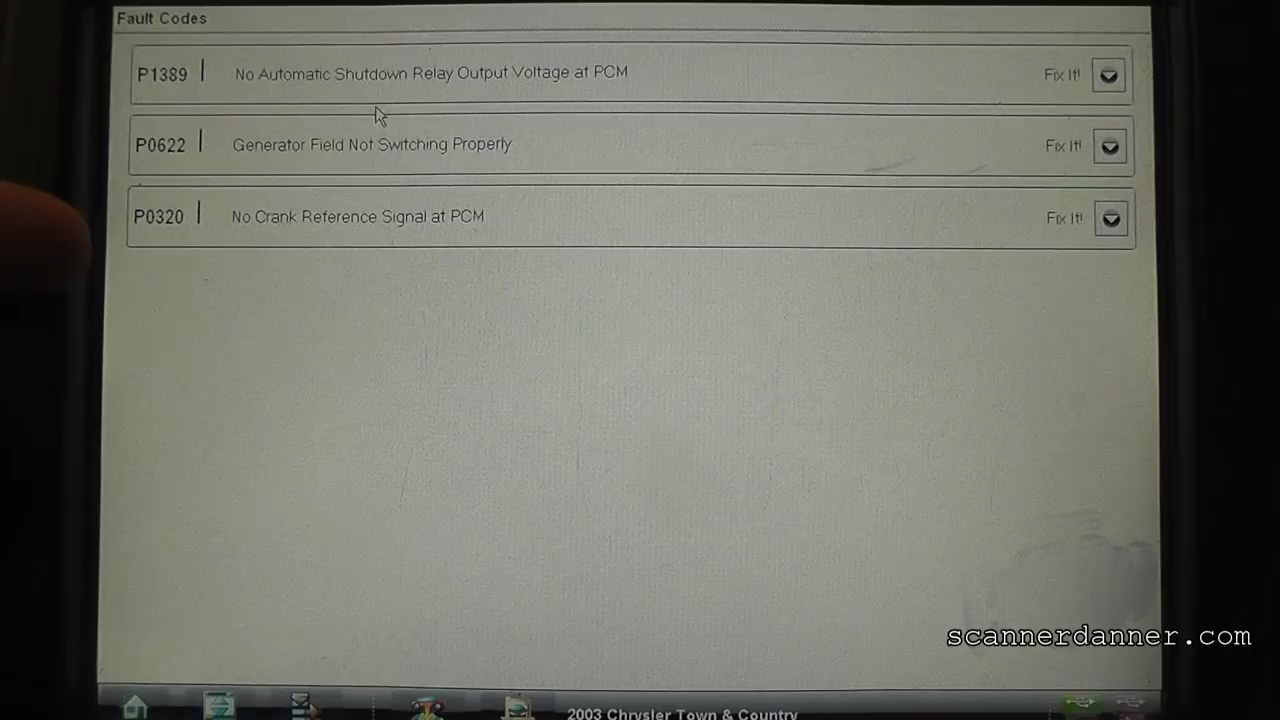 Fault Codes
P1389 | No Automatic Shutdown Relay Output Voltage at PCM Fix It!
P0622 | Generator Field Not Switching Properly Fix It!
P0320 | No Crank Reference Signal at PCM Fix It!
scannerdanner.com
2003 Chrysler Town & Country